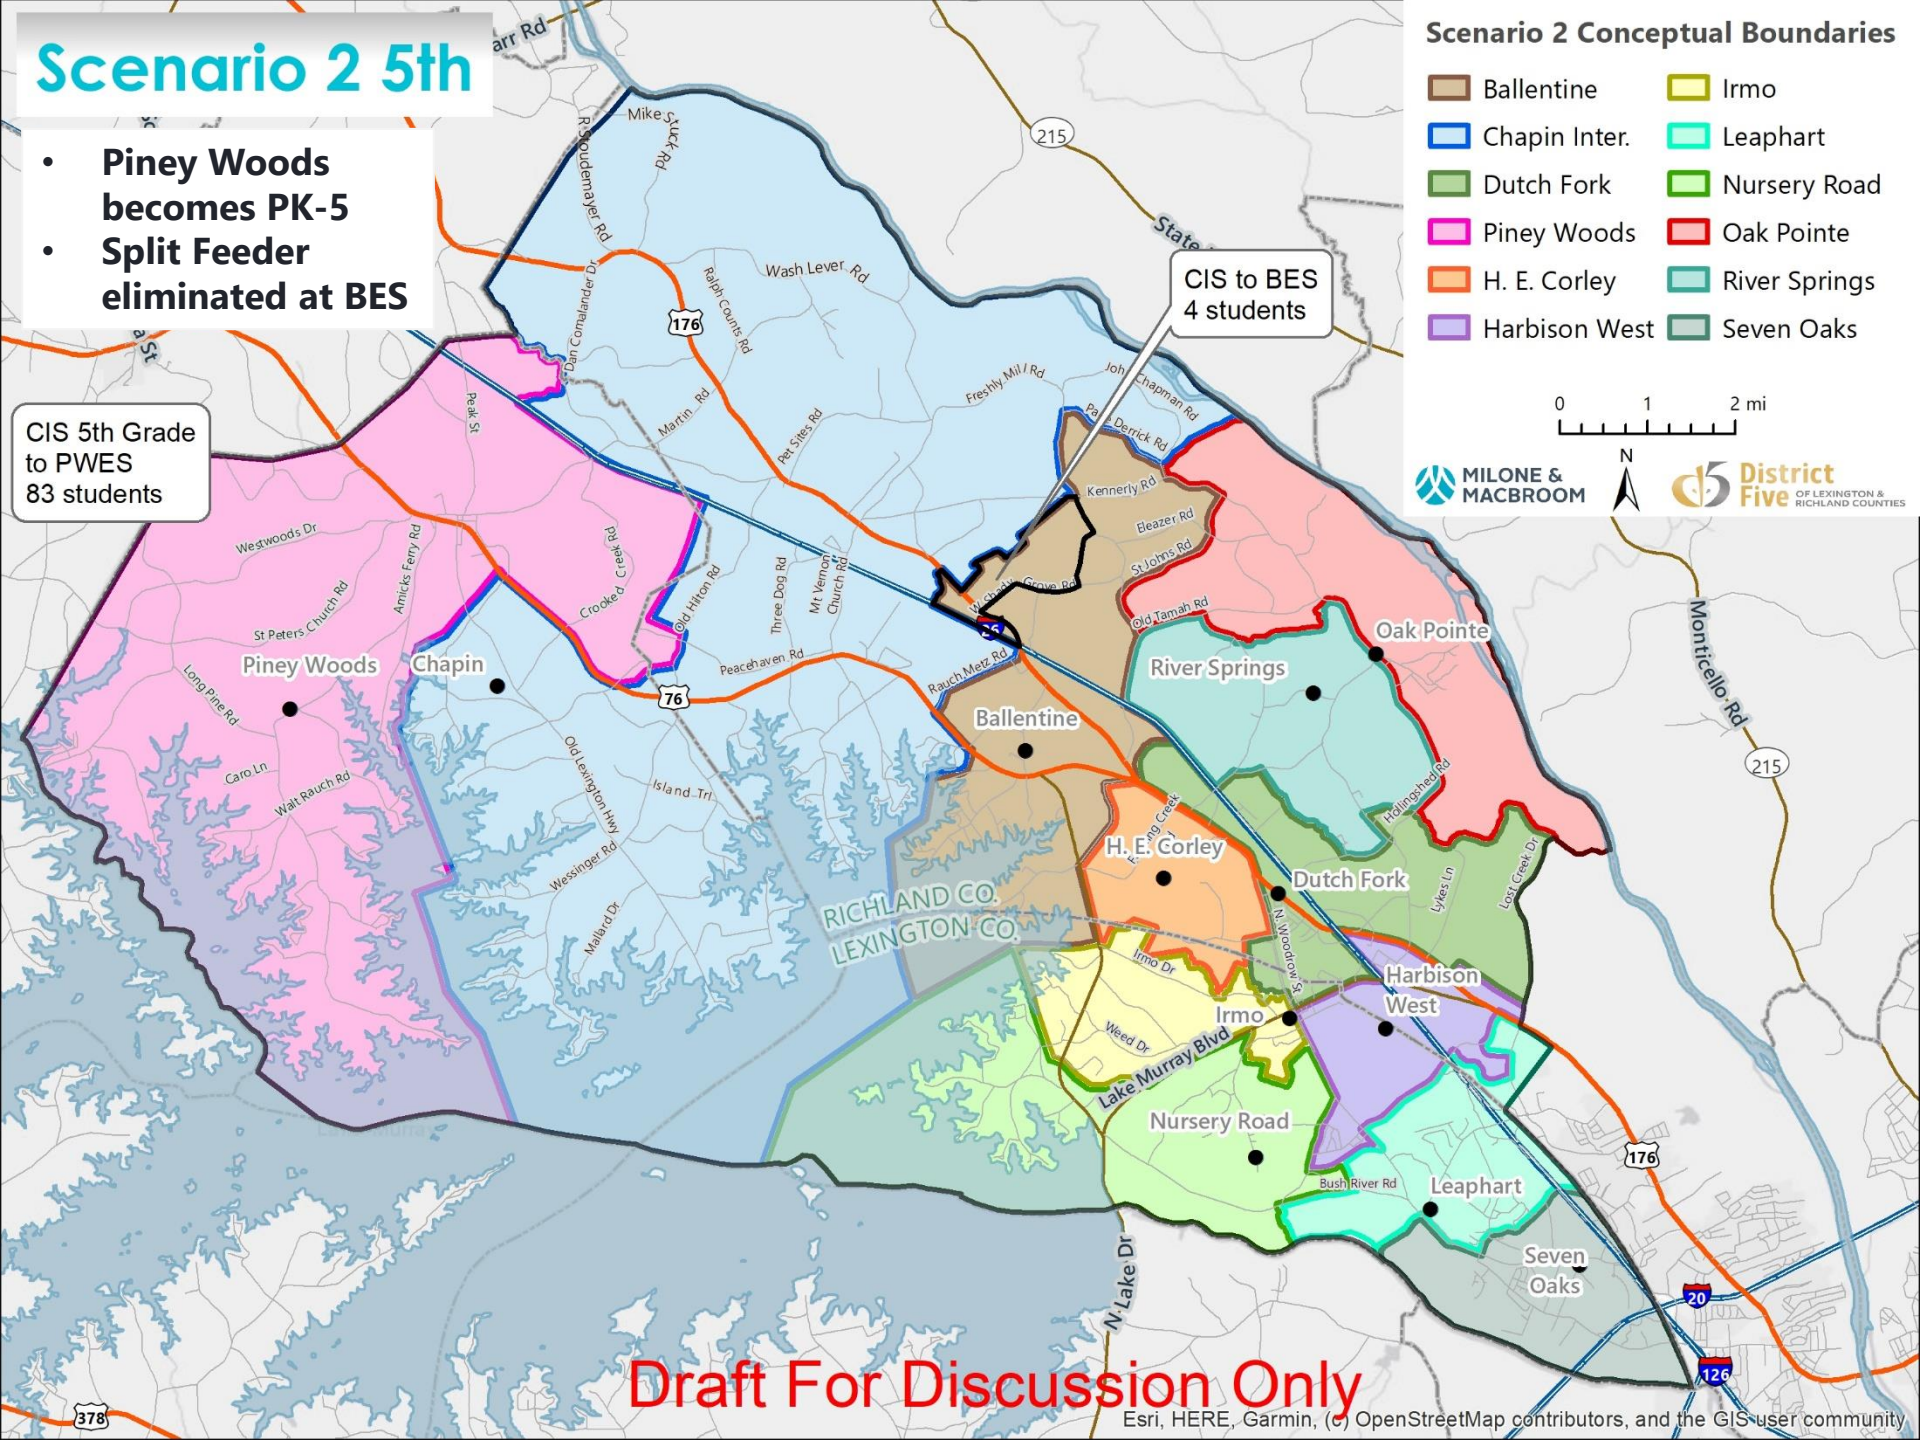 Scenario 2 5th
• Piney Woods
becomes PK-5
• Split Feeder
eliminated at BES
Scenario 2 Conceptual Boundaries
Ballentine
Chapin Inter.
Dutch Fork
Piney Woods
H. E. Corley
Harbison West
Irmo
Leaphart
Nursery Road
Oak Pointe
River Springs
Seven Oaks
0 1 2 mi
N
MILONE &
MACBROOM
District
Five OF LEXINGTON &
RICHLAND COUNTIES
CIS to BES
4 students
CIS 5th Grade
to PWES
83 students
Mike Stuck Rd
R Stoudemayer Rd
215
Wash Lever Rd
Ralph Counts Rd
Dan Comalander Dr
176
Martin Rd
Pet Sites Rd
Freshly Mill Rd
Peak St
Kennerly Rd
Eleazer Rd
St Johns Rd
Old Tamah Rd
Westwoods Dr
Amicks Ferry Rd
Crooked Creek Rd
St Peters Church Rd
Old Hilton Rd
Three Dog Rd
Mt Vernon
Church Rd
26
Rauch Metz Rd
Peacehaven Rd
76
Piney Woods
Chapin
Long Pine Rd
Caro Ln
Walt Rauch Rd
Old Lexington Hwy
Island Trl
Wessinger Rd
Mallard Dr
Ballentine
River Springs
Oak Pointe
Monticello Rd
215
Hollingshed Rd
H. E. Corley
Dutch Fork
Lykes Ln
Lost Creek Dr
RICHLAND CO.
LEXINGTON CO.
N Woodrow St
Irmo Dr
Harbison
West
Irmo
Weed Dr
Lake Murray Blvd
Nursery Road
Bush River Rd
Leaphart
176
Seven
Oaks
N Lake Dr
20
126
378
Draft For Discussion Only
Esri, HERE, Garmin, (c) OpenStreetMap contributors, and the GIS user community